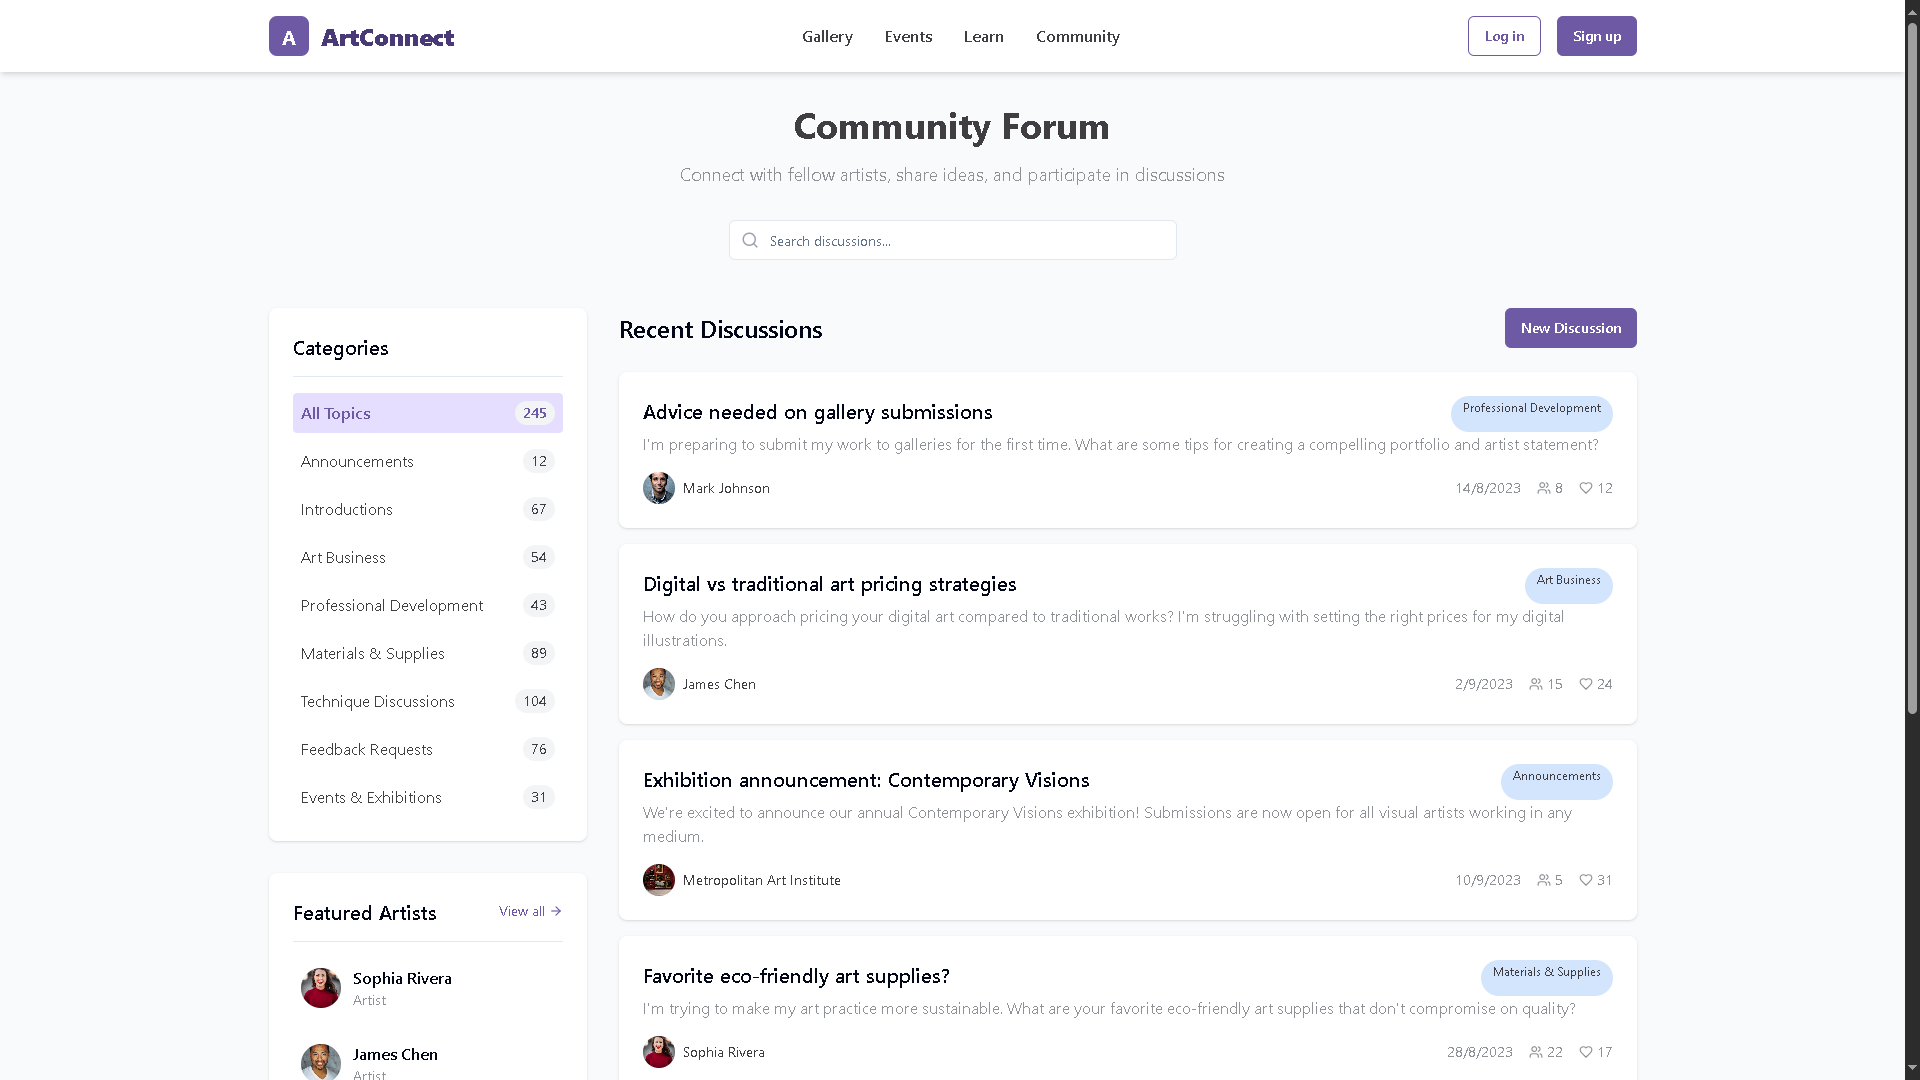 A ArtConnect
Gallery Events Learn Community
Log in Sign up
Community Forum
Connect with fellow artists, share ideas, and participate in discussions
Search discussions...
Categories
All Topics 245
Announcements 12
Introductions 67
Art Business 54
Professional Development 43
Materials & Supplies 89
Technique Discussions 104
Feedback Requests 76
Events & Exhibitions 31
Featured Artists View all
Sophia Rivera
Artist
James Chen
Artist
Recent Discussions New Discussion
Advice needed on gallery submissions Professional Development
I'm preparing to submit my work to galleries for the first time. What are some tips for creating a compelling portfolio and artist statement?
Mark Johnson 14/8/2023 8 12
Digital vs traditional art pricing strategies Art Business
How do you approach pricing your digital art compared to traditional works? I'm struggling with setting the right prices for my digital
illustrations.
James Chen 2/9/2023 15 24
Exhibition announcement: Contemporary Visions Announcements
We're excited to announce our annual Contemporary Visions exhibition! Submissions are now open for all visual artists working in any
medium.
Metropolitan Art Institute 10/9/2023 5 31
Favorite eco-friendly art supplies? Materials & Supplies
I'm trying to make my art practice more sustainable. What are your favorite eco-friendly art supplies that don't compromise on quality?
Sophia Rivera 28/8/2023 22 17